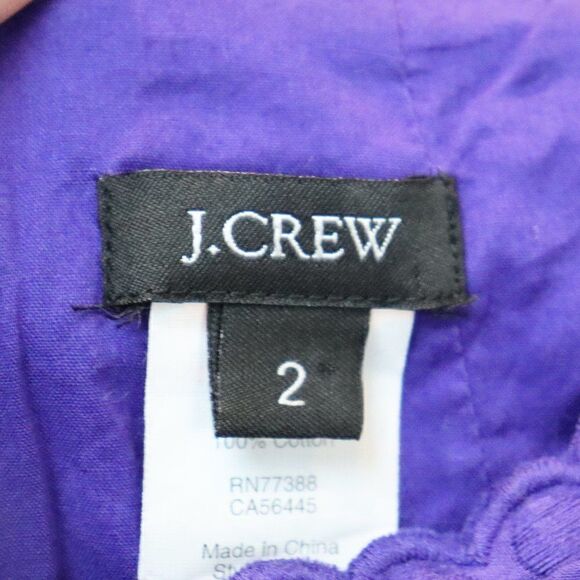 J.CREW
2
100% Cotton
RN77388
CA56445
Made in China